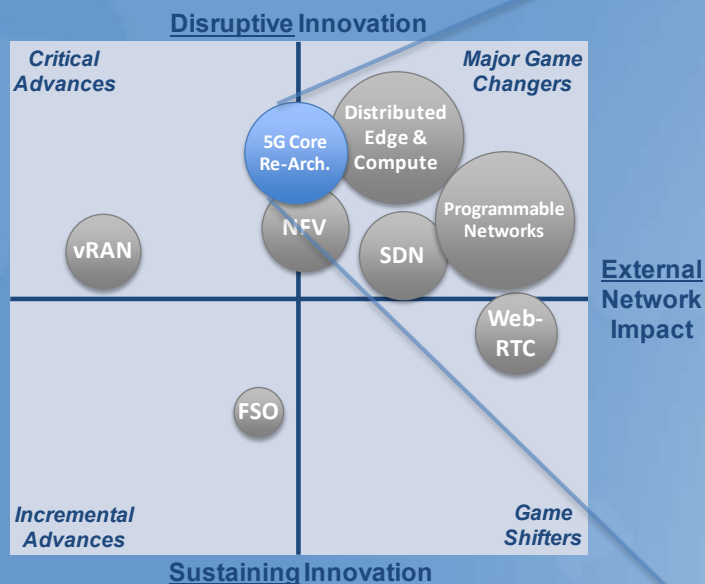 Disruptive Innovation
Critical
Advances
Major Game
Changers
Distributed
Edge &
Compute
5G Core
Re-Arch.
Programmable
Networks
NFV
vRAN
SDN
External
Network
Impact
Web-
RTC
FSO
Incremental
Advances
Game
Shifters
Sustaining Innovation